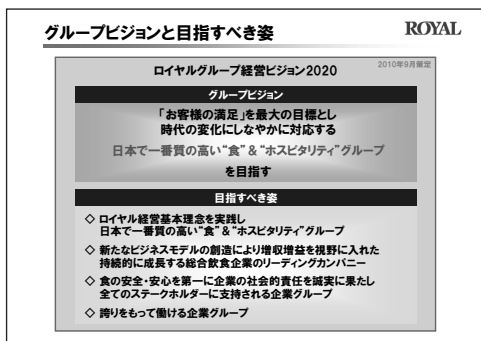 グループビジョンと目指すべき姿
ROYAL
ロイヤルグループ経営ビジョン2020
2010年9月策定
グループビジョン
「お客様の満足」を最大の目標とし
時代の変化にしなやかに対応する
日本で一番質の高い“食”&“ホスピタリティ”グループ
を目指す
目指すべき姿
◇ ロイヤル経営基本理念を実践し
日本で一番質の高い“食”&“ホスピタリティ”グループ
◇ 新たなビジネスモデルの創造により増収増益を視野に入れた
持続的に成長する総合飲食企業のリーディングカンパニー
◇ 食の安全・安心を第一に企業の社会的責任を誠実に果たし
全てのステークホルダーに支持される企業グループ
◇ 誇りをもって働ける企業グループ